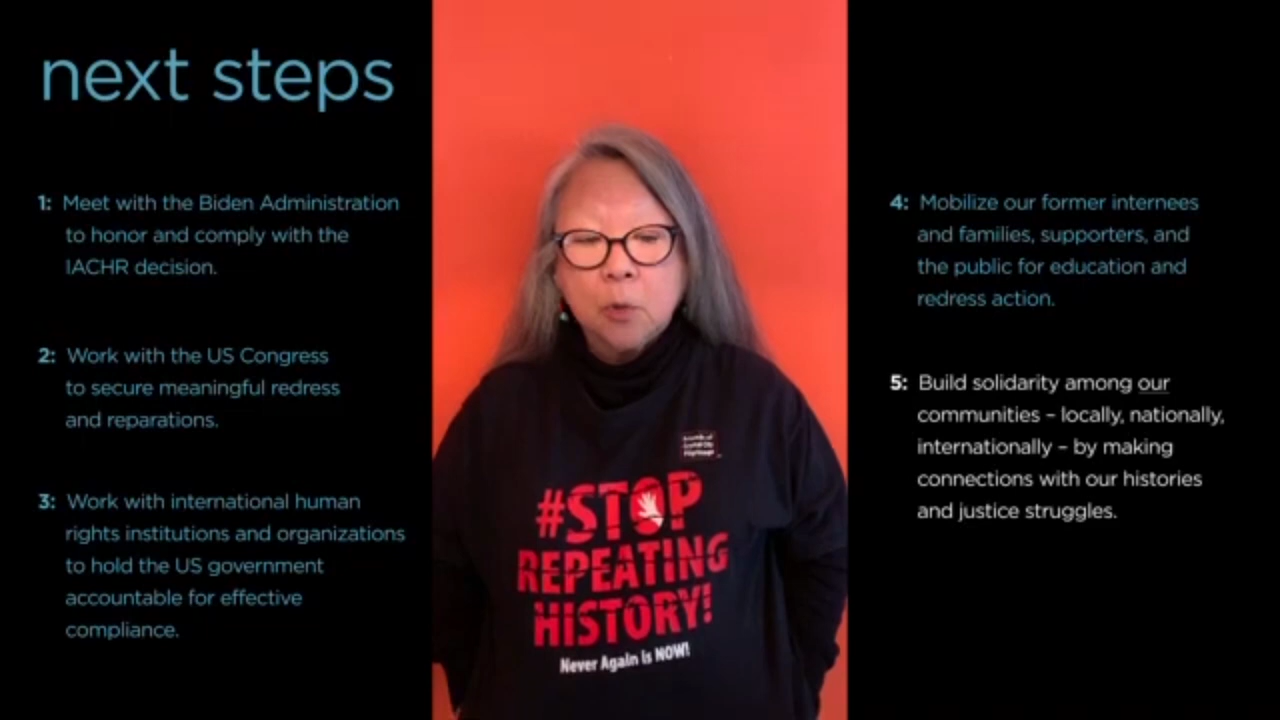 next steps
1: Meet with the Biden Administration
to honor and comply with the
IACHR decision.
2: Work with the US Congress
to secure meaningful redress
and reparations.
3: Work with international human
rights institutions and organizations
to hold the US government
accountable for effective
compliance.
#STOP
REPEATING
HISTORY!
Never Again is NOW!
4: Mobilize our former internees
and families, supporters, and
the public for education and
redress action.
5: Build solidarity among our
communities – locally, nationally,
internationally – by making
connections with our histories
and justice struggles.